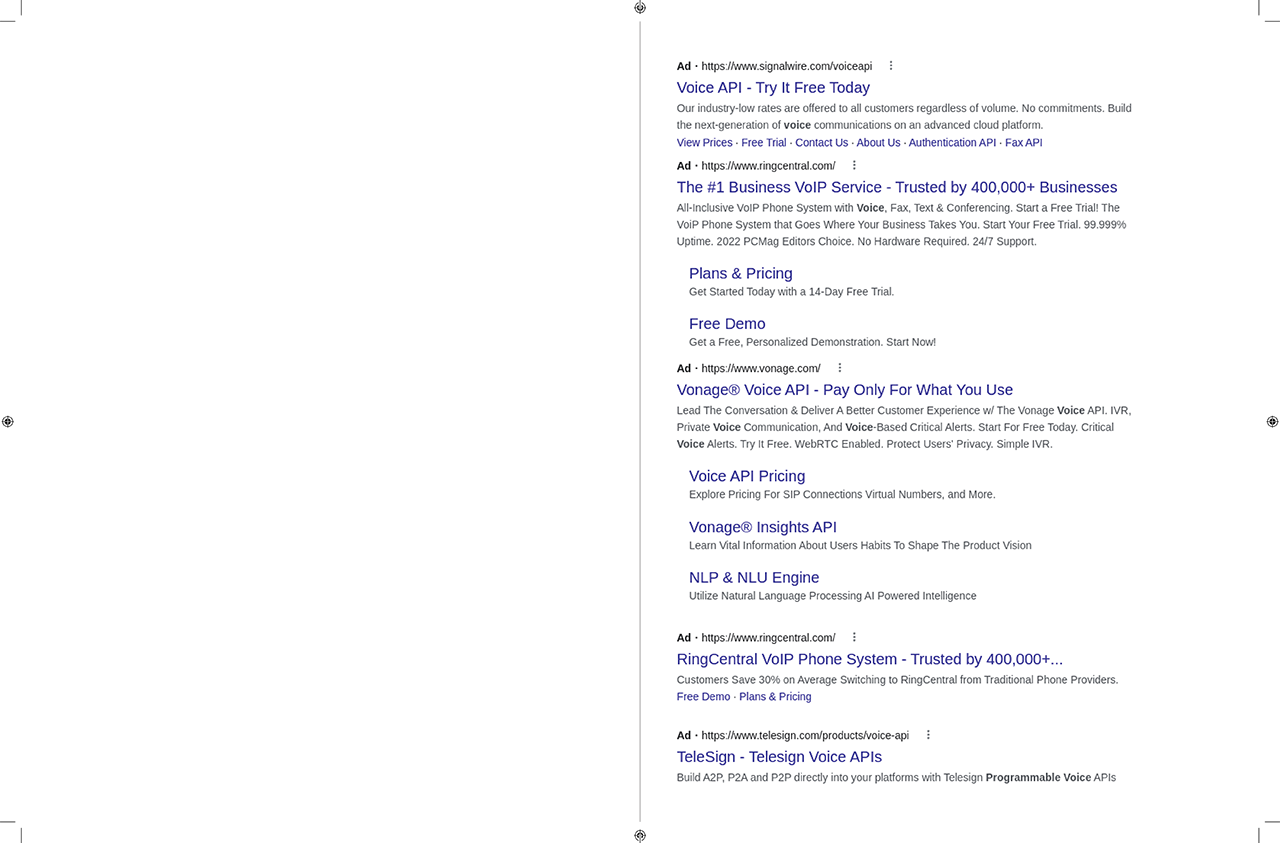 Ad · https://www.signalwire.com/voiceapi
Voice API - Try It Free Today
Our industry-low rates are offered to all customers regardless of volume. No commitments. Build
the next-generation of voice communications on an advanced cloud platform.
View Prices · Free Trial · Contact Us · About Us · Authentication API · Fax API
Ad · https://www.ringcentral.com/
The #1 Business VoIP Service - Trusted by 400,000+ Businesses
All-Inclusive VoIP Phone System with Voice, Fax, Text & Conferencing. Start a Free Trial! The
VoiP Phone System that Goes Where Your Business Takes You. Start Your Free Trial. 99.999%
Uptime. 2022 PCMag Editors Choice. No Hardware Required. 24/7 Support.
Plans & Pricing
Get Started Today with a 14-Day Free Trial.
Free Demo
Get a Free, Personalized Demonstration. Start Now!
Ad · https://www.vonage.com/
Vonage® Voice API - Pay Only For What You Use
Lead The Conversation & Deliver A Better Customer Experience w/ The Vonage Voice API. IVR,
Private Voice Communication, And Voice-Based Critical Alerts. Start For Free Today. Critical
Voice Alerts. Try It Free. WebRTC Enabled. Protect Users' Privacy. Simple IVR.
Voice API Pricing
Explore Pricing For SIP Connections Virtual Numbers, and More.
Vonage® Insights API
Learn Vital Information About Users Habits To Shape The Product Vision
NLP & NLU Engine
Utilize Natural Language Processing AI Powered Intelligence
Ad · https://www.ringcentral.com/
RingCentral VoIP Phone System - Trusted by 400,000+...
Customers Save 30% on Average Switching to RingCentral from Traditional Phone Providers.
Free Demo · Plans & Pricing
Ad · https://www.telesign.com/products/voice-api
TeleSign - Telesign Voice APIs
Build A2P, P2A and P2P directly into your platforms with Telesign Programmable Voice APIs